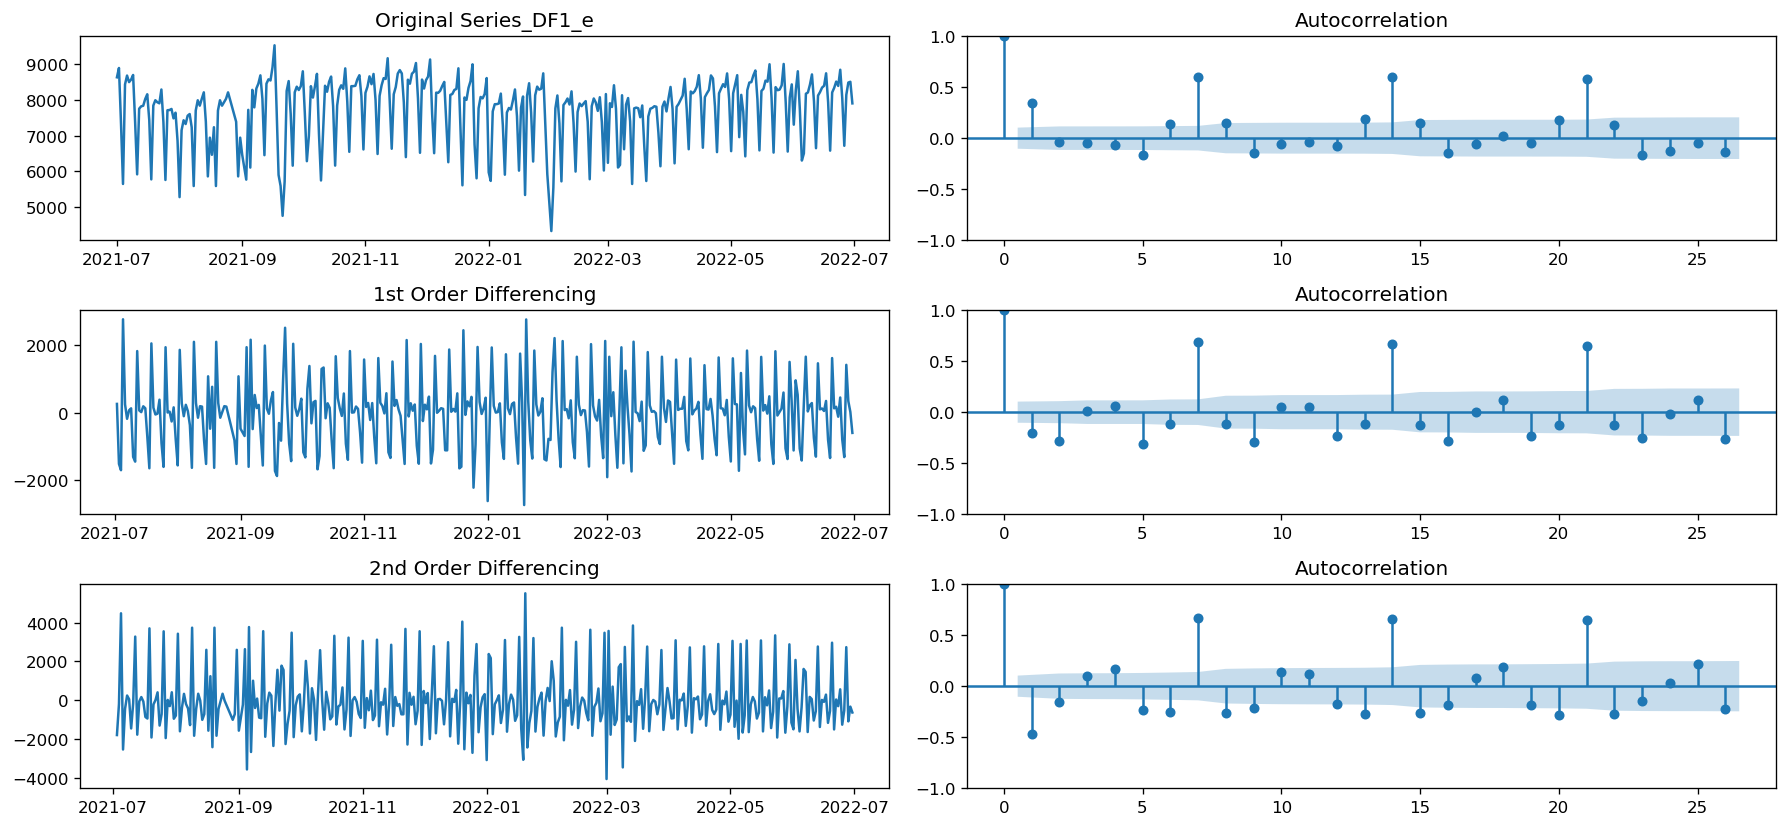 Original Series_DF1_e
9000
8000
7000
6000
5000
2021-07 2021-09 2021-11 2022-01 2022-03 2022-05 2022-07
Autocorrelation
1.0
0.5
0.0
−0.5
−1.0
0 5 10 15 20 25
1st Order Differencing
2000
0
−2000
2021-07 2021-09 2021-11 2022-01 2022-03 2022-05 2022-07
Autocorrelation
1.0
0.5
0.0
−0.5
−1.0
0 5 10 15 20 25
2nd Order Differencing
4000
2000
0
−2000
−4000
2021-07 2021-09 2021-11 2022-01 2022-03 2022-05 2022-07
Autocorrelation
1.0
0.5
0.0
−0.5
−1.0
0 5 10 15 20 25